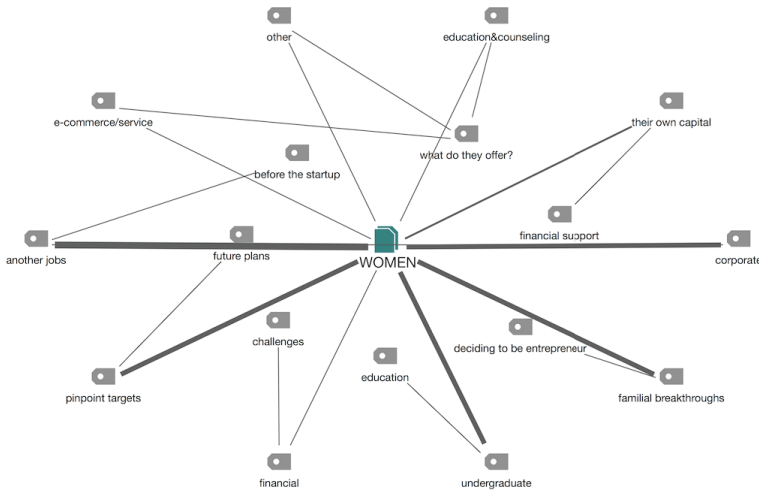 other
education&counseling
e-commerce/service
their own capital
what do they offer?
before the startup
financial support
another jobs
future plans
WOMEN
corporate
challenges
deciding to be entrepreneur
education
pinpoint targets
familial breakthroughs
financial
undergraduate